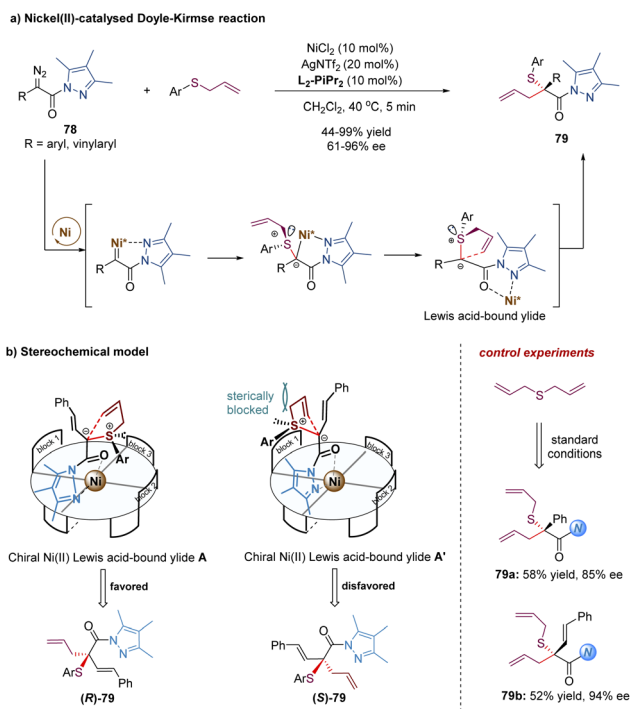 a) Nickel(II)-catalysed Doyle-Kirmse reaction
N₂
R
O
N
N
78
R = aryl, vinylaryl
+
Ar
S
NiCl₂ (10 mol%)
AgNTf₂ (20 mol%)
L₂-PiPr₂ (10 mol%)
CH₂Cl₂, 40 °C, 5 min
44-99% yield
61-96% ee
Ar
S
R
O
N
N
79
Ni
Ni*
N
N
R
O
Ar
S
⊕
Ni*
N
N
R
⊖
O
Ar
S
⊕
R
⊖
O
N
N
Ni*
Lewis acid-bound ylide
b) Stereochemical model
Ph
⊖
S
⊕
Ar
O
N
N
Ni
block 1
block 2
block 3
Chiral Ni(II) Lewis acid-bound ylide A
favored
O
N
N
ArS
Ph
(R)-79
sterically
blocked
Ph
S
⊕
Ar
⊖
O
N
N
Ni
block 1
block 2
block 3
Chiral Ni(II) Lewis acid-bound ylide A'
disfavored
Ph
O
N
N
ArS
(S)-79
control experiments
S
standard
conditions
S
Ph
N
O
79a: 58% yield, 85% ee
S
Ph
N
O
79b: 52% yield, 94% ee